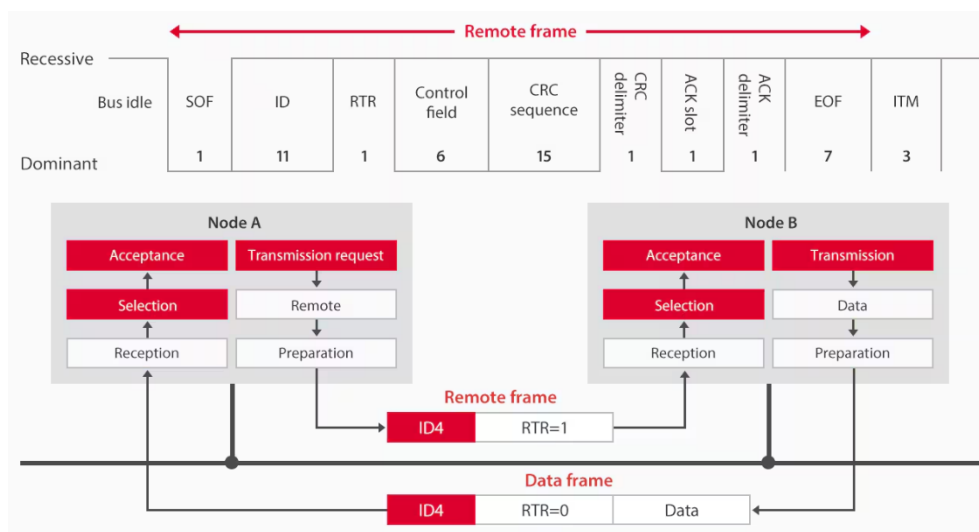 Remote frame
Recessive
Bus idle
SOF
ID
RTR
Control
field
CRC
sequence
CRC
delimiter
ACK slot
ACK
delimiter
EOF
ITM
Dominant
1
11
1
6
15
1
1
1
7
3
Node A
Acceptance
Transmission request
Selection
Remote
Reception
Preparation
Node B
Acceptance
Transmission
Selection
Data
Reception
Preparation
Remote frame
ID4
RTR=1
Data frame
ID4
RTR=0
Data